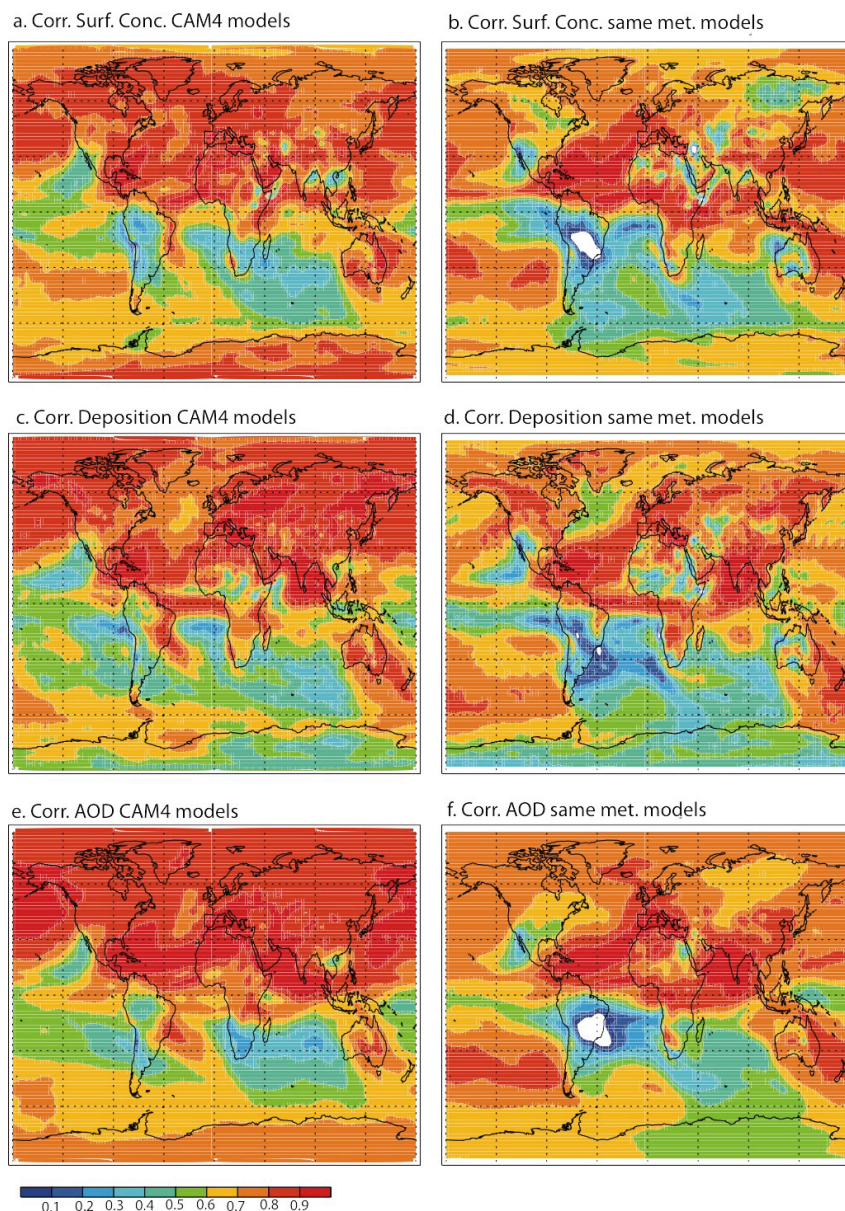 a. Corr. Surf. Conc. CAM4 models
b. Corr. Surf. Conc. same met. models
c. Corr. Deposition CAM4 models
d. Corr. Deposition same met. models
e. Corr. AOD CAM4 models
f. Corr. AOD same met. models
0.1 0.2 0.3 0.4 0.5 0.6 0.7 0.8 0.9